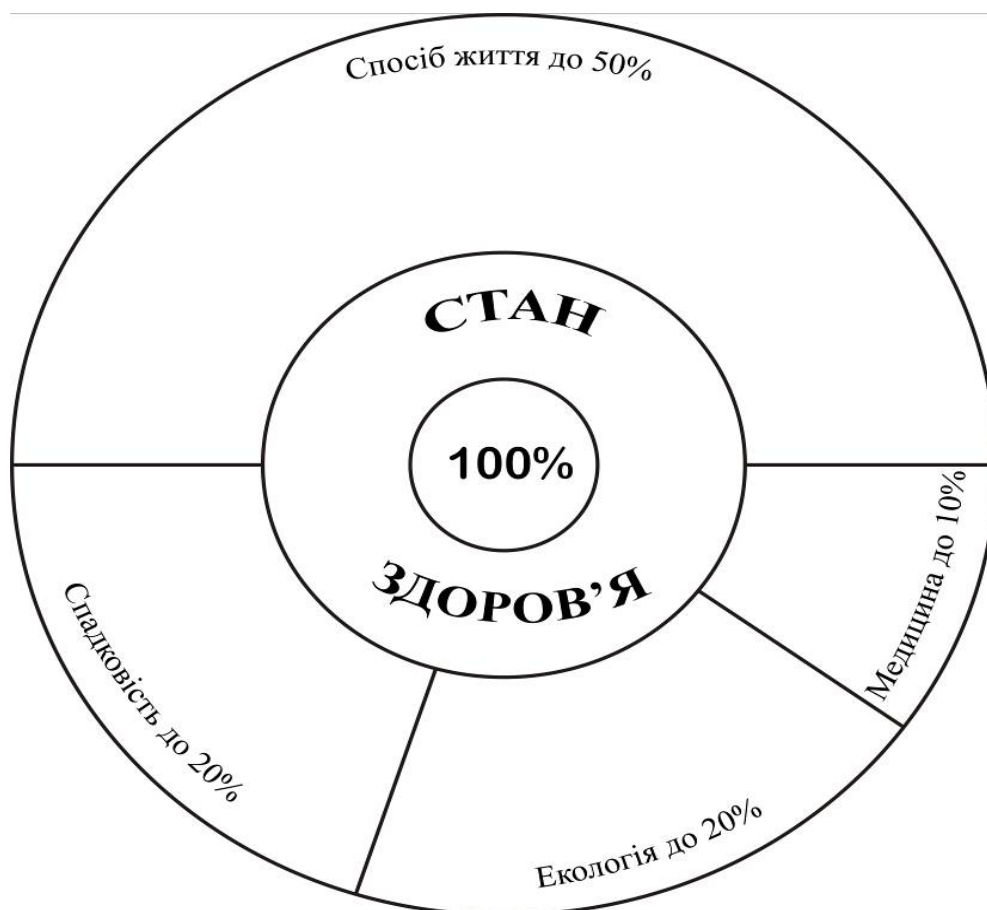 Спосіб життя до 50%
СТАН
100%
ЗДОРОВ’Я
Медицина до 10%
Спадковість до 20%
Екологія до 20%